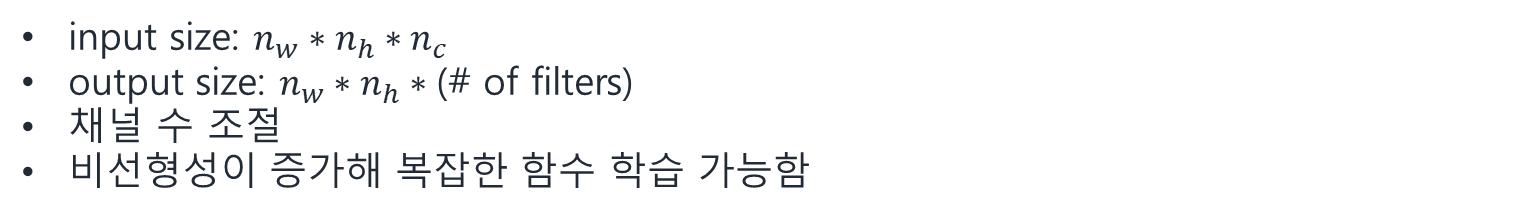 • input size: $n_w * n_h * n_c$
• output size: $n_w * n_h *$ (# of filters)
• 채널 수 조절
• 비선형성이 증가해 복잡한 함수 학습 가능함